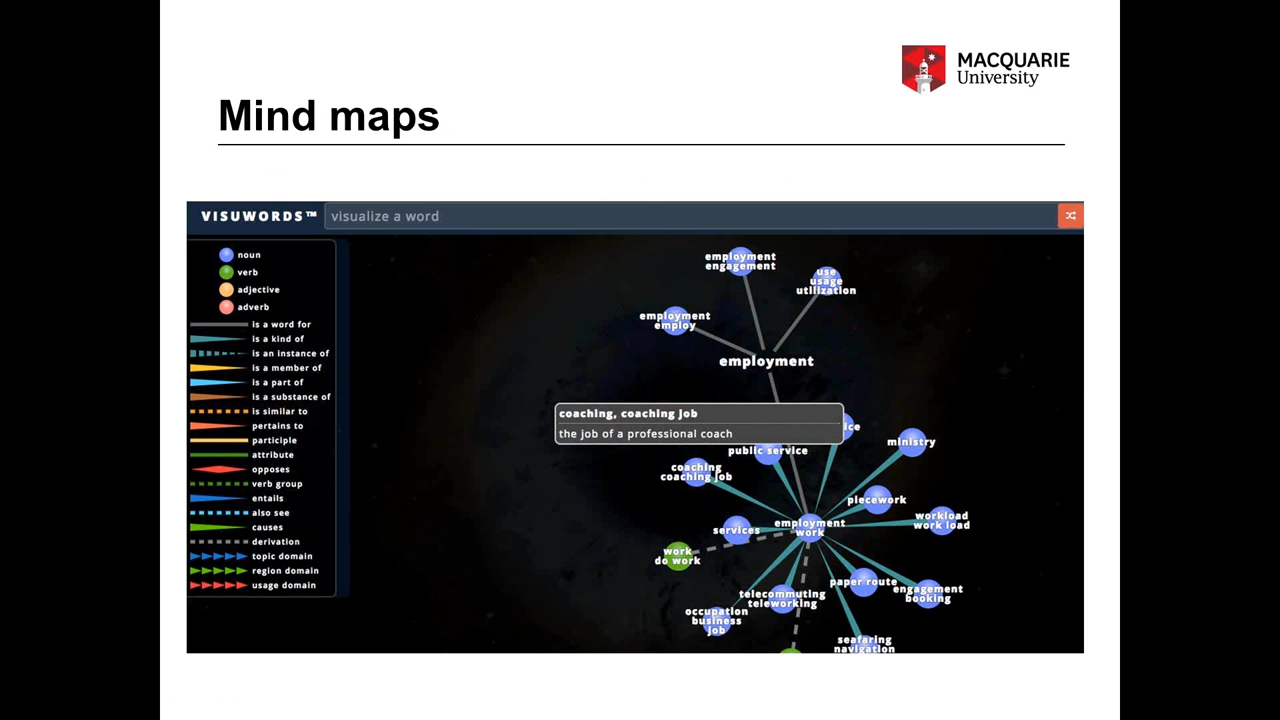 MACQUARIE
University
Mind maps
VISUWORDS™
visualize a word
noun
verb
adjective
adverb
is a word for
is a kind of
is an instance of
is a member of
is a part of
is a substance of
is similar to
pertains to
participle
attribute
opposes
verb group
entails
also see
causes
derivation
topic domain
region domain
usage domain
employment
engagement
use
usage
utilization
employment
employ
employment
coaching, coaching job
the job of a professional coach
public service
ministry
coaching
coaching job
piecework
workload
work load
services
employment
work
work
do work
paper route
engagement
booking
telecommuting
teleworking
occupation
business
job
seafaring
navigation